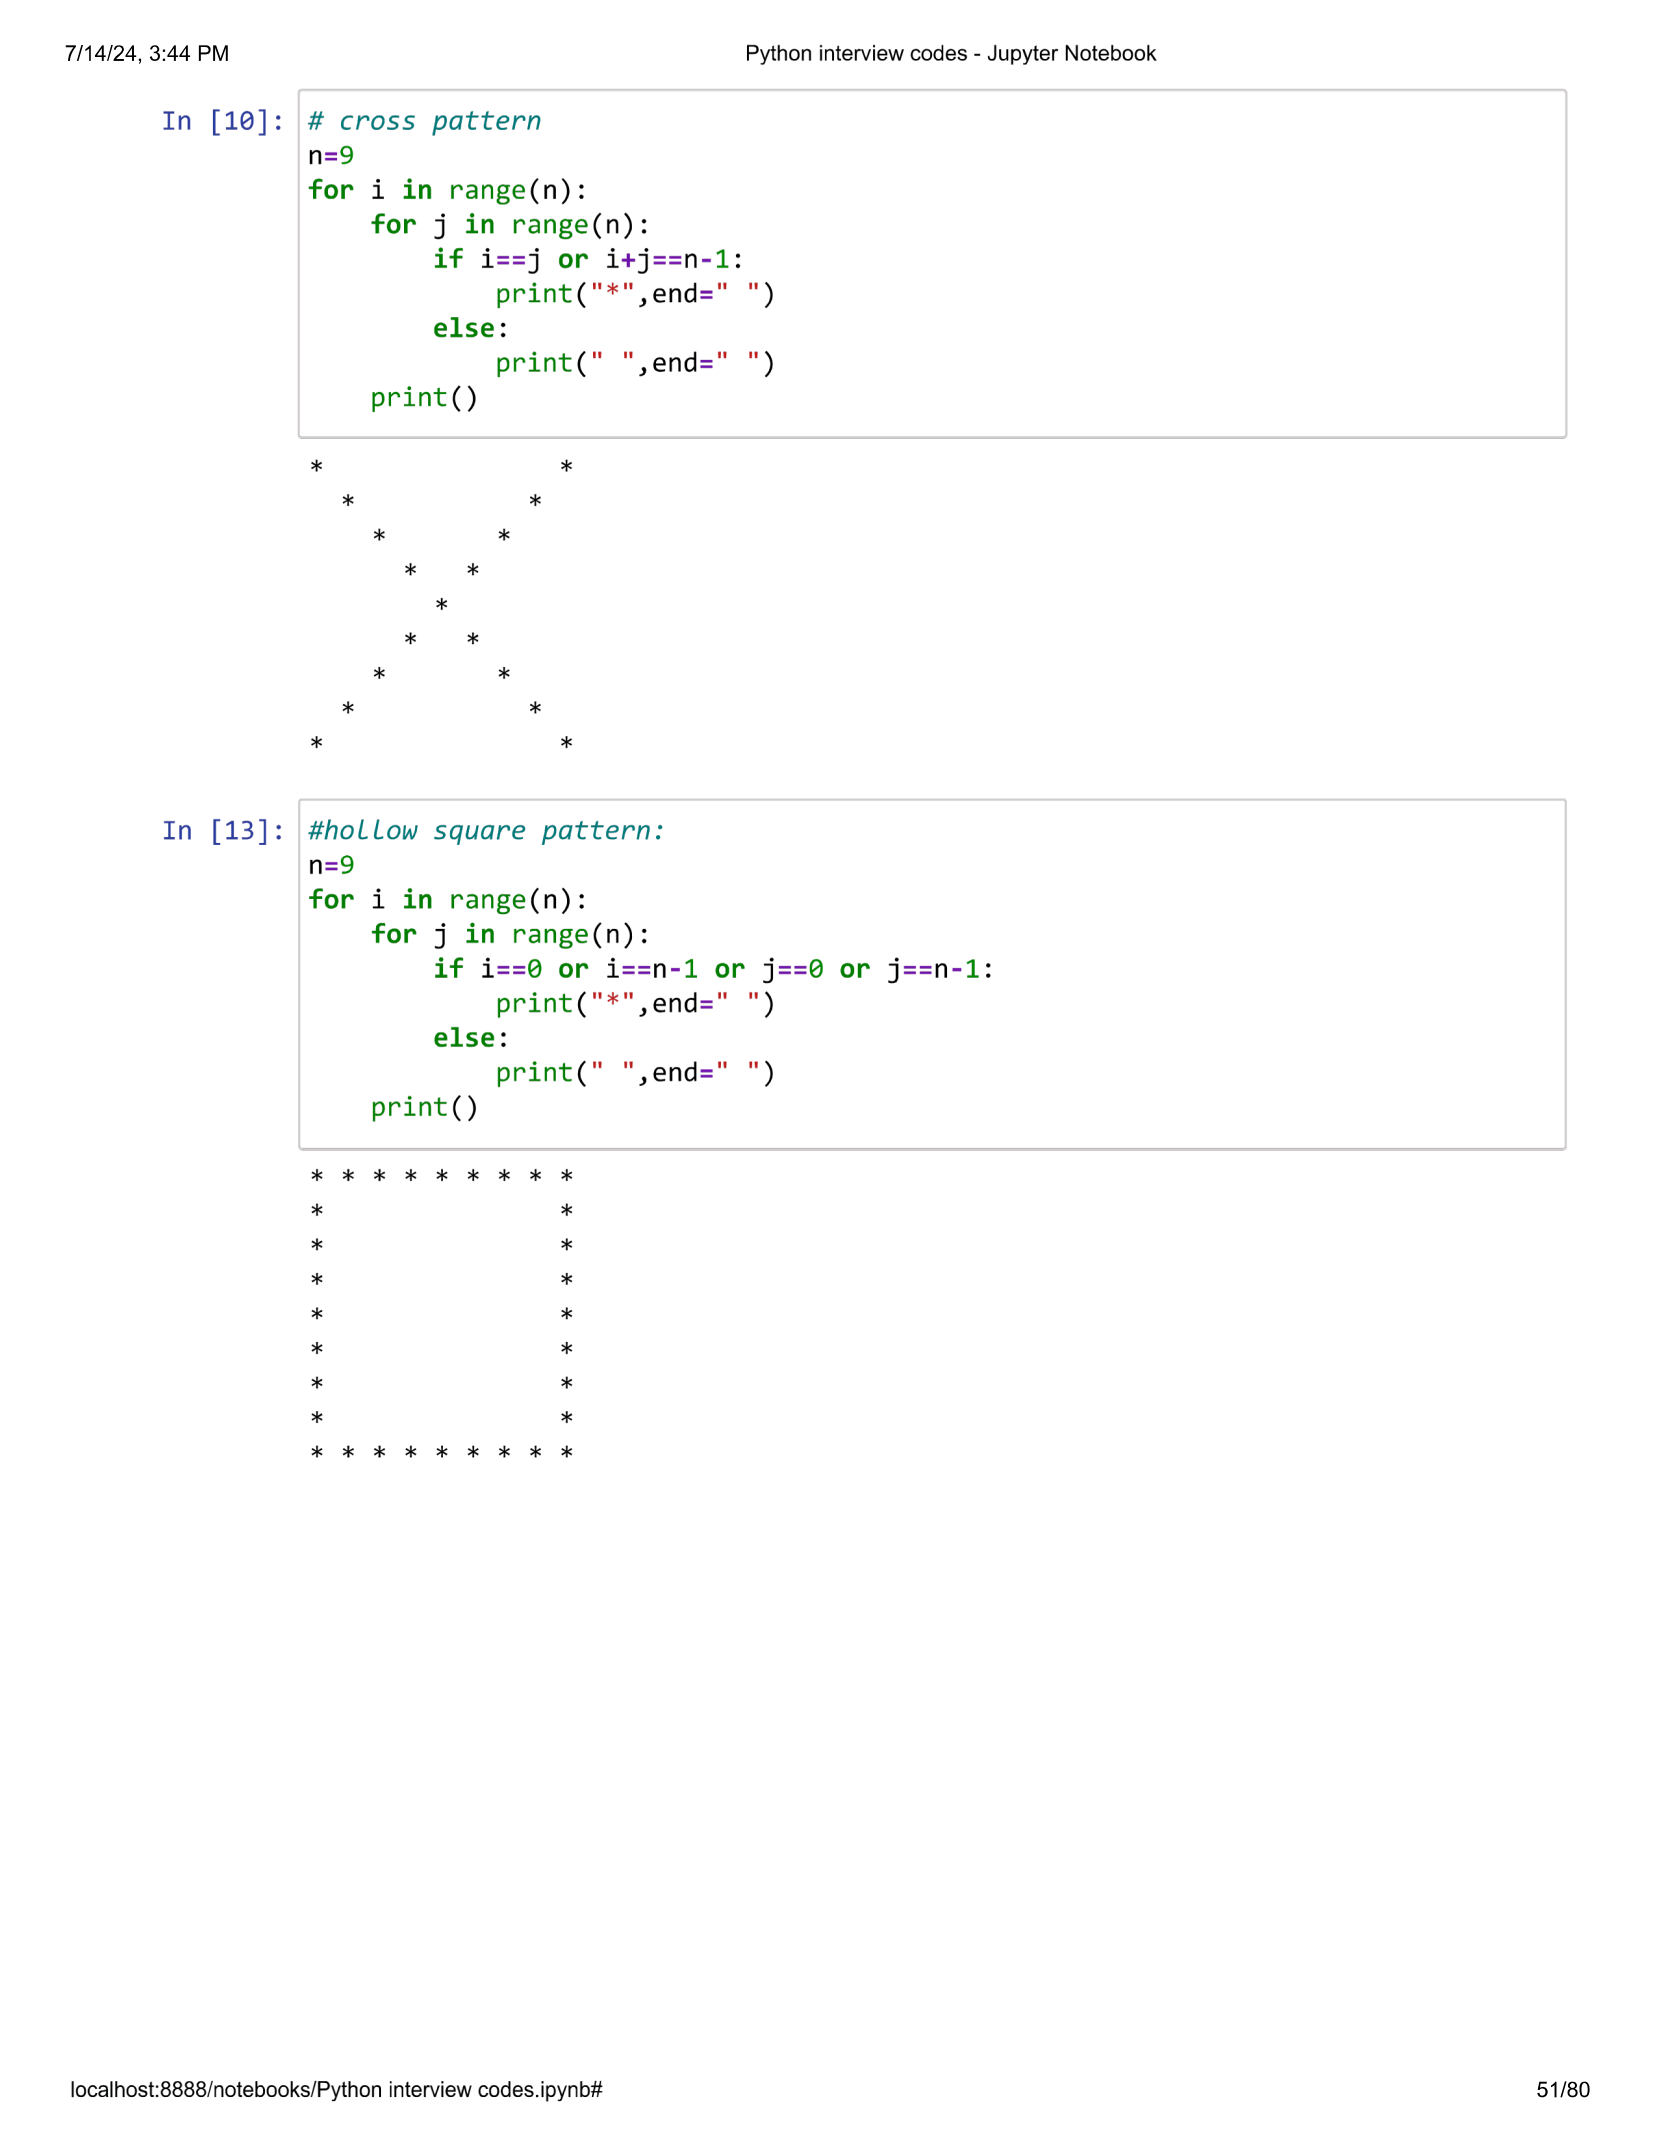 7/14/24, 3:44 PM Python interview codes - Jupyter Notebook
In [10]: # cross pattern
n=9
for i in range(n):
    for j in range(n):
        if i==j or i+j==n-1:
            print("*",end=" ")
        else:
            print(" ",end=" ")
    print()
*               *
  *           *
    *       *
      *   *
        *
      *   *
    *       *
  *           *
*               *
In [13]: #hollow square pattern:
n=9
for i in range(n):
    for j in range(n):
        if i==0 or i==n-1 or j==0 or j==n-1:
            print("*",end=" ")
        else:
            print(" ",end=" ")
    print()
* * * * * * * * *
*               *
*               *
*               *
*               *
*               *
*               *
*               *
* * * * * * * * *
localhost:8888/notebooks/Python interview codes.ipynb# 51/80